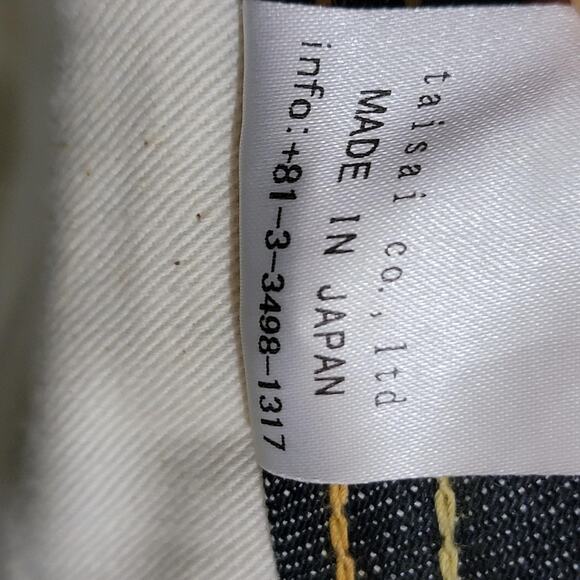 taisai co., ltd
MADE IN JAPAN
info:+81-3-3498-1317